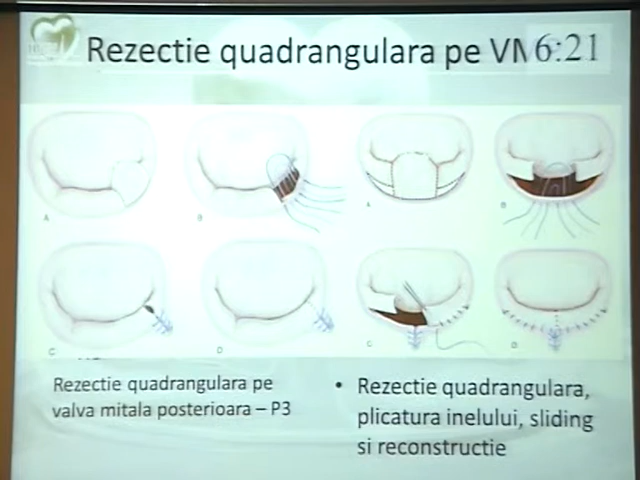 Rezectie quadrangulara pe VM
6:21
A
B
A
B
C
D
C
D
Rezectie quadrangulara pe
valva mitala posterioara – P3
• Rezectie quadrangulara,
plicatura inelului, sliding
si reconstructie